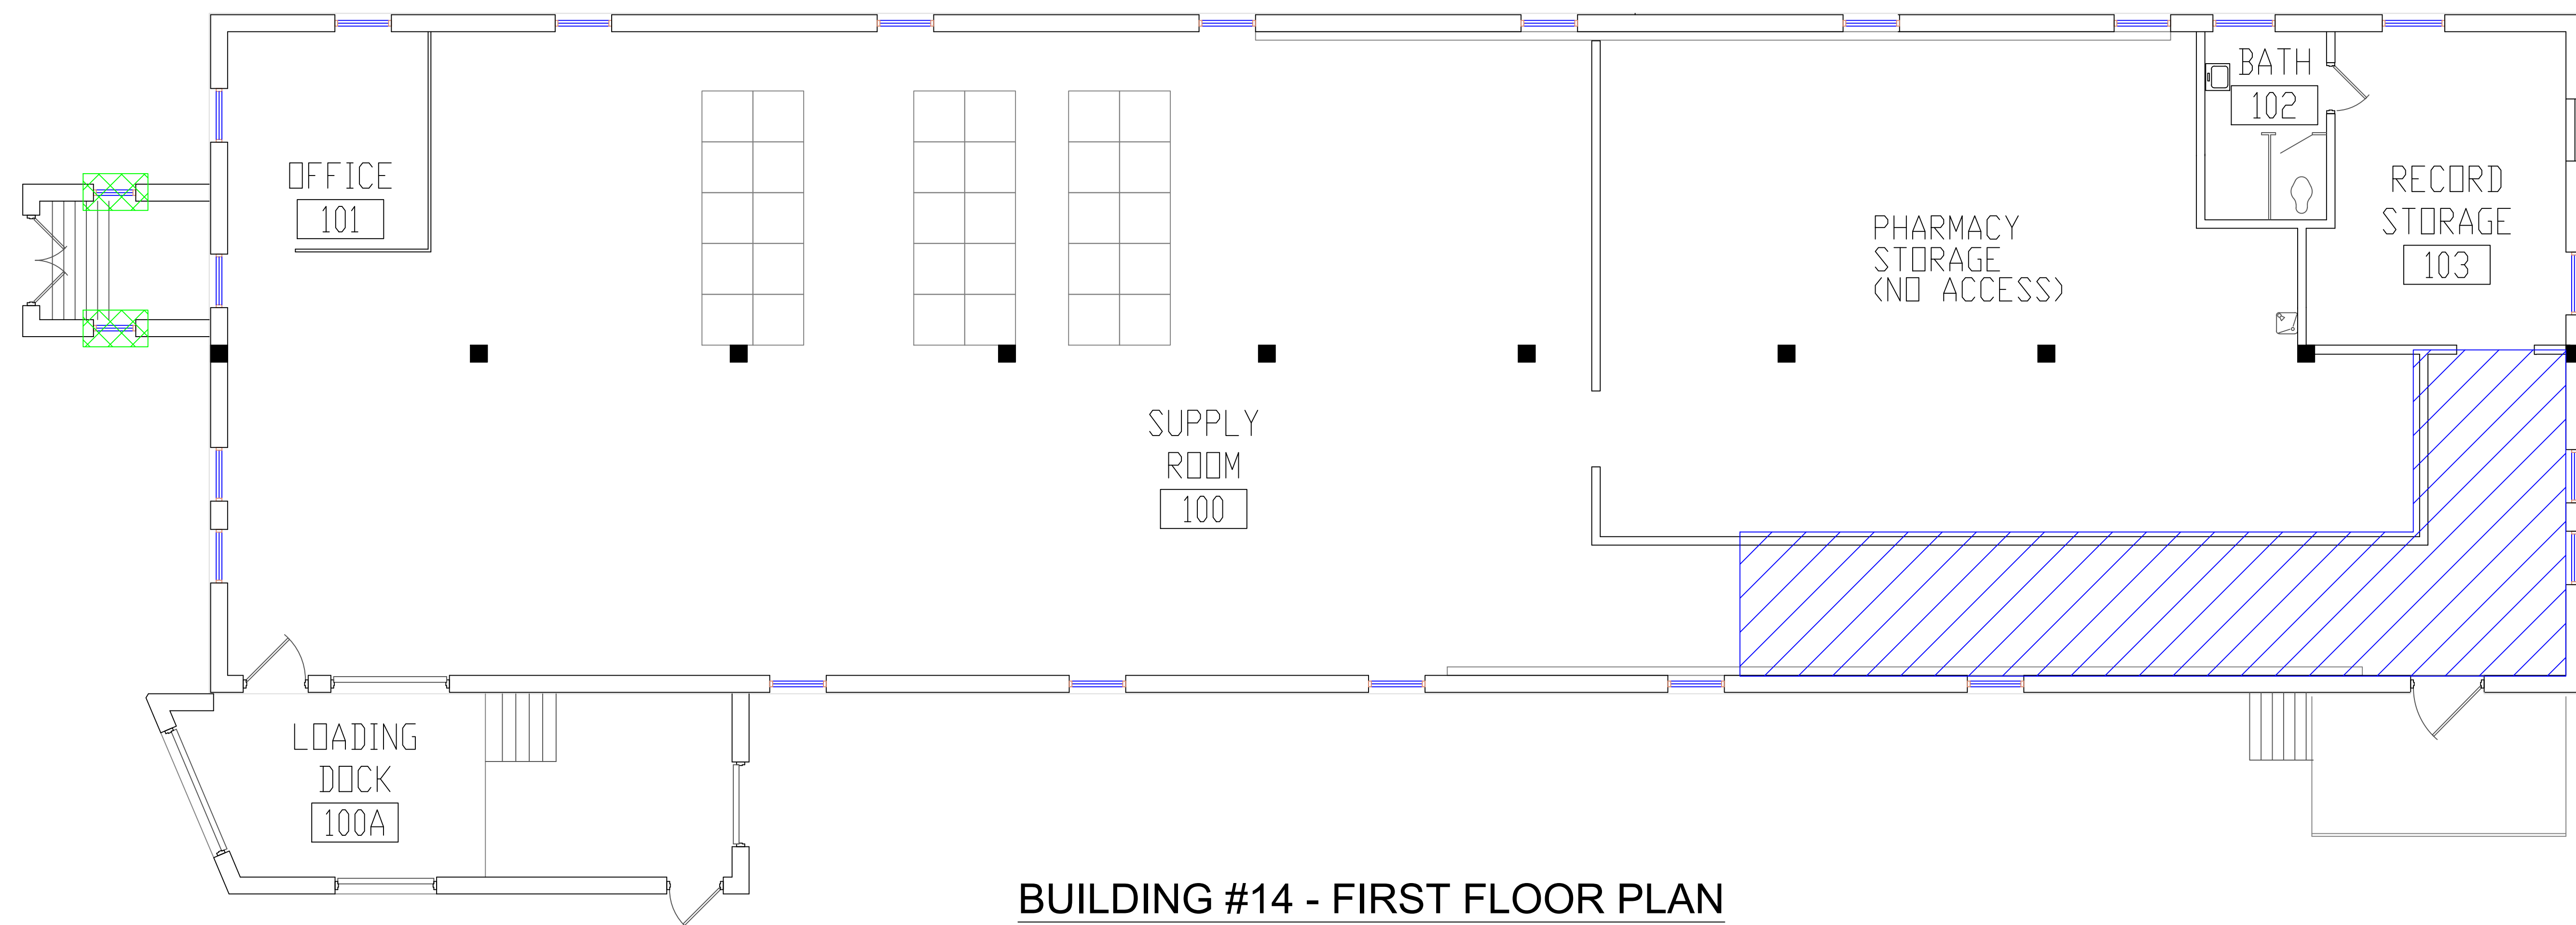 BATH
102
OFFICE
101
RECORD
STORAGE
103
PHARMACY
STORAGE
(NO ACCESS)
SUPPLY
ROOM
100
LOADING
DOCK
100A
BUILDING #14 - FIRST FLOOR PLAN